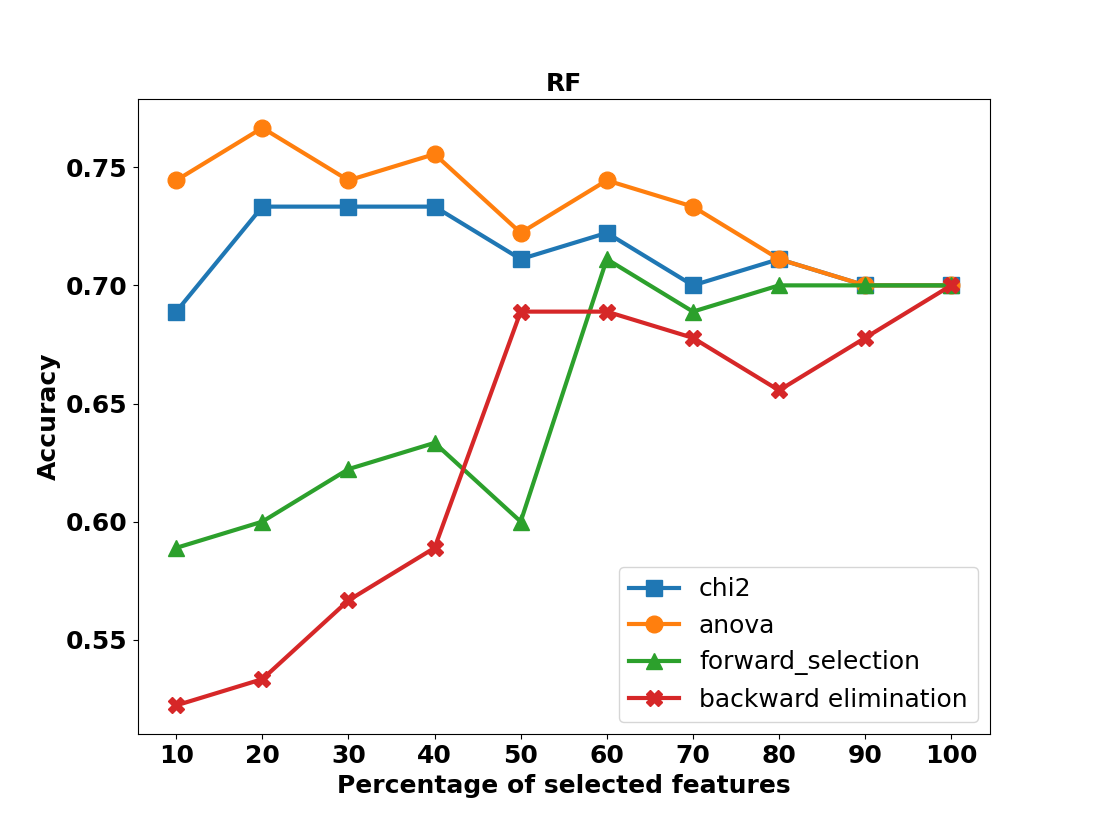 RF
0.75
0.70
0.65
0.60
0.55
Accuracy
chi2
anova
forward_selection
backward elimination
10 20 30 40 50 60 70 80 90 100
Percentage of selected features